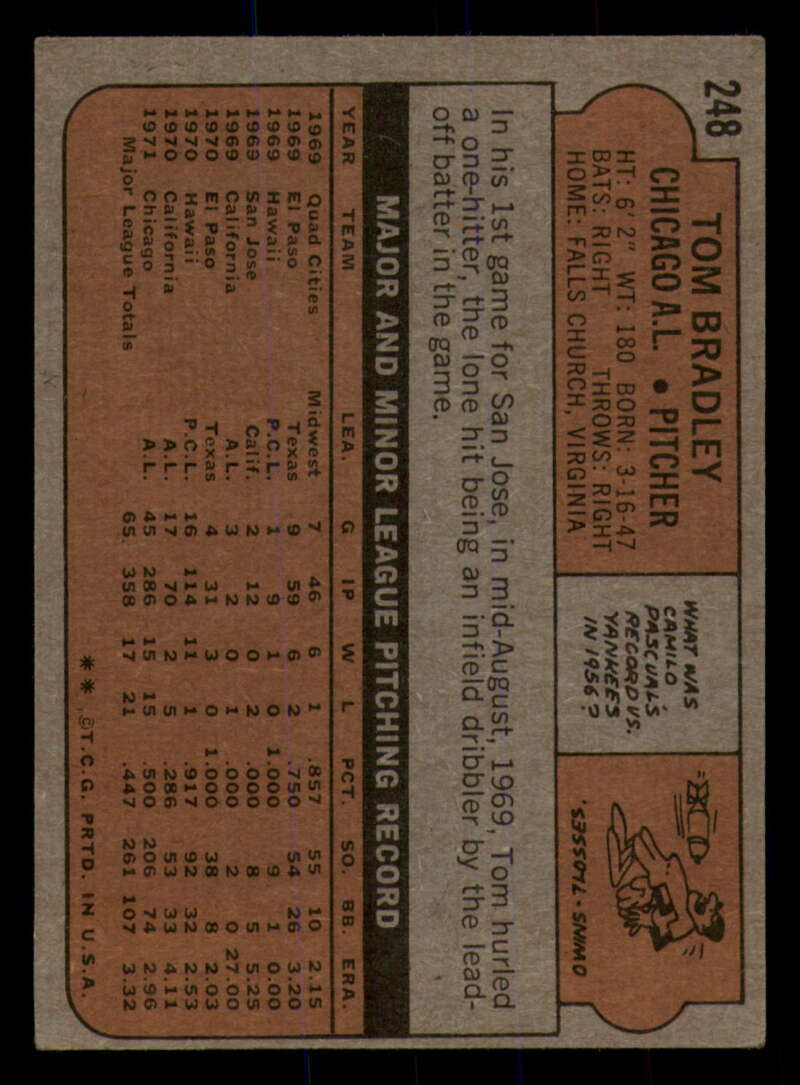 248
TOM BRADLEY
CHICAGO A.L. • PITCHER
HT: 6' 2" WT: 180 BORN: 3-16-47
BATS: RIGHT THROWS: RIGHT
HOME: FALLS CHURCH, VIRGINIA
WHAT WAS
CAMILO
PASCUAL'S
RECORD VS.
YANKEES
IN 1956?
0WINS-7LOSSES.
In his 1st game for San Jose, in mid-August, 1969, Tom hurled
a one-hitter, the lone hit being an infield dribbler by the lead-
off batter in the game.
MAJOR AND MINOR LEAGUE PITCHING RECORD
YEAR TEAM LEA. G IP W L PCT. SO. BB. ERA.
1969 Quad Cities Midwest 7 46 6 1 .857 55 10 2.15
1969 El Paso Texas 9 59 6 2 .750 54 26 3.20
1969 Hawaii P.C.L. 1 9 1 0 1.000 9 1 0.00
1969 San Jose Calif. 2 12 0 2 .000 8 5 5.25
1969 California A.L. 3 2 0 1 .000 2 0 27.00
1970 El Paso Texas 4 31 3 0 1.000 38 8 2.03
1970 Hawaii P.C.L. 16 114 11 1 .917 92 32 2.53
1970 California A.L. 17 70 2 5 .286 53 33 4.11
1971 Chicago A.L. 45 286 15 15 .500 206 74 2.96
Major League Totals 65 358 17 21 .447 261 107 3.32
** ©T.C.G. PRTD. IN U.S.A.